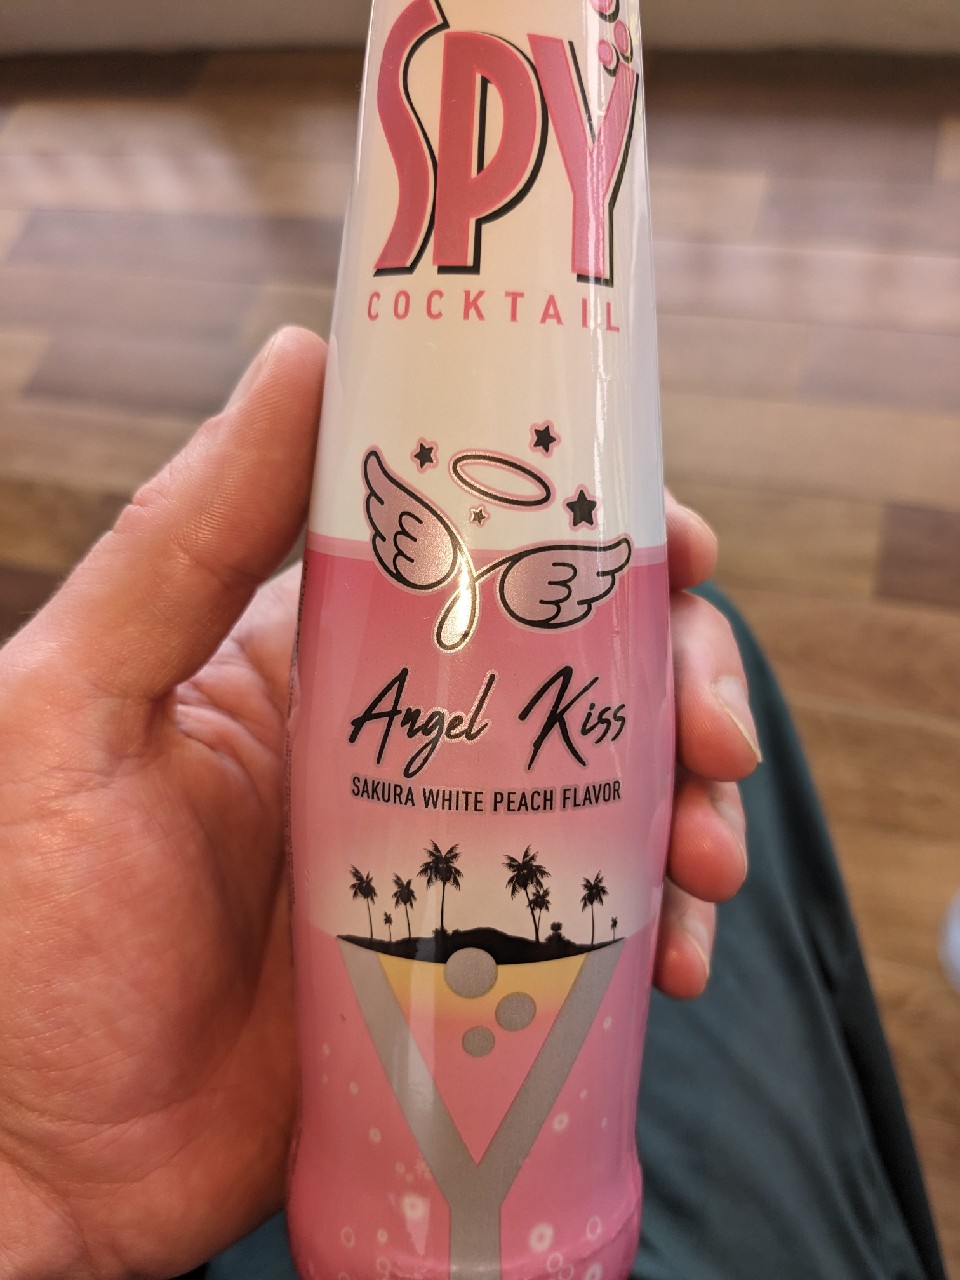 SPY
COCKTAIL
Angel Kiss
SAKURA WHITE PEACH FLAVOR